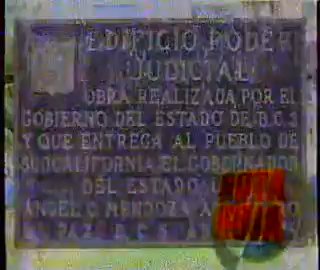 EDIFICIO PODER
JUDICIAL
OBRA REALIZADA POR EL
GOBIERNO DEL ESTADO DE B.C.S
Y QUE ENTREGA AL PUEBLO DE
SUDCALIFORNIA EL GOBERNADOR
DEL ESTADO
ANGEL C. MENDOZA